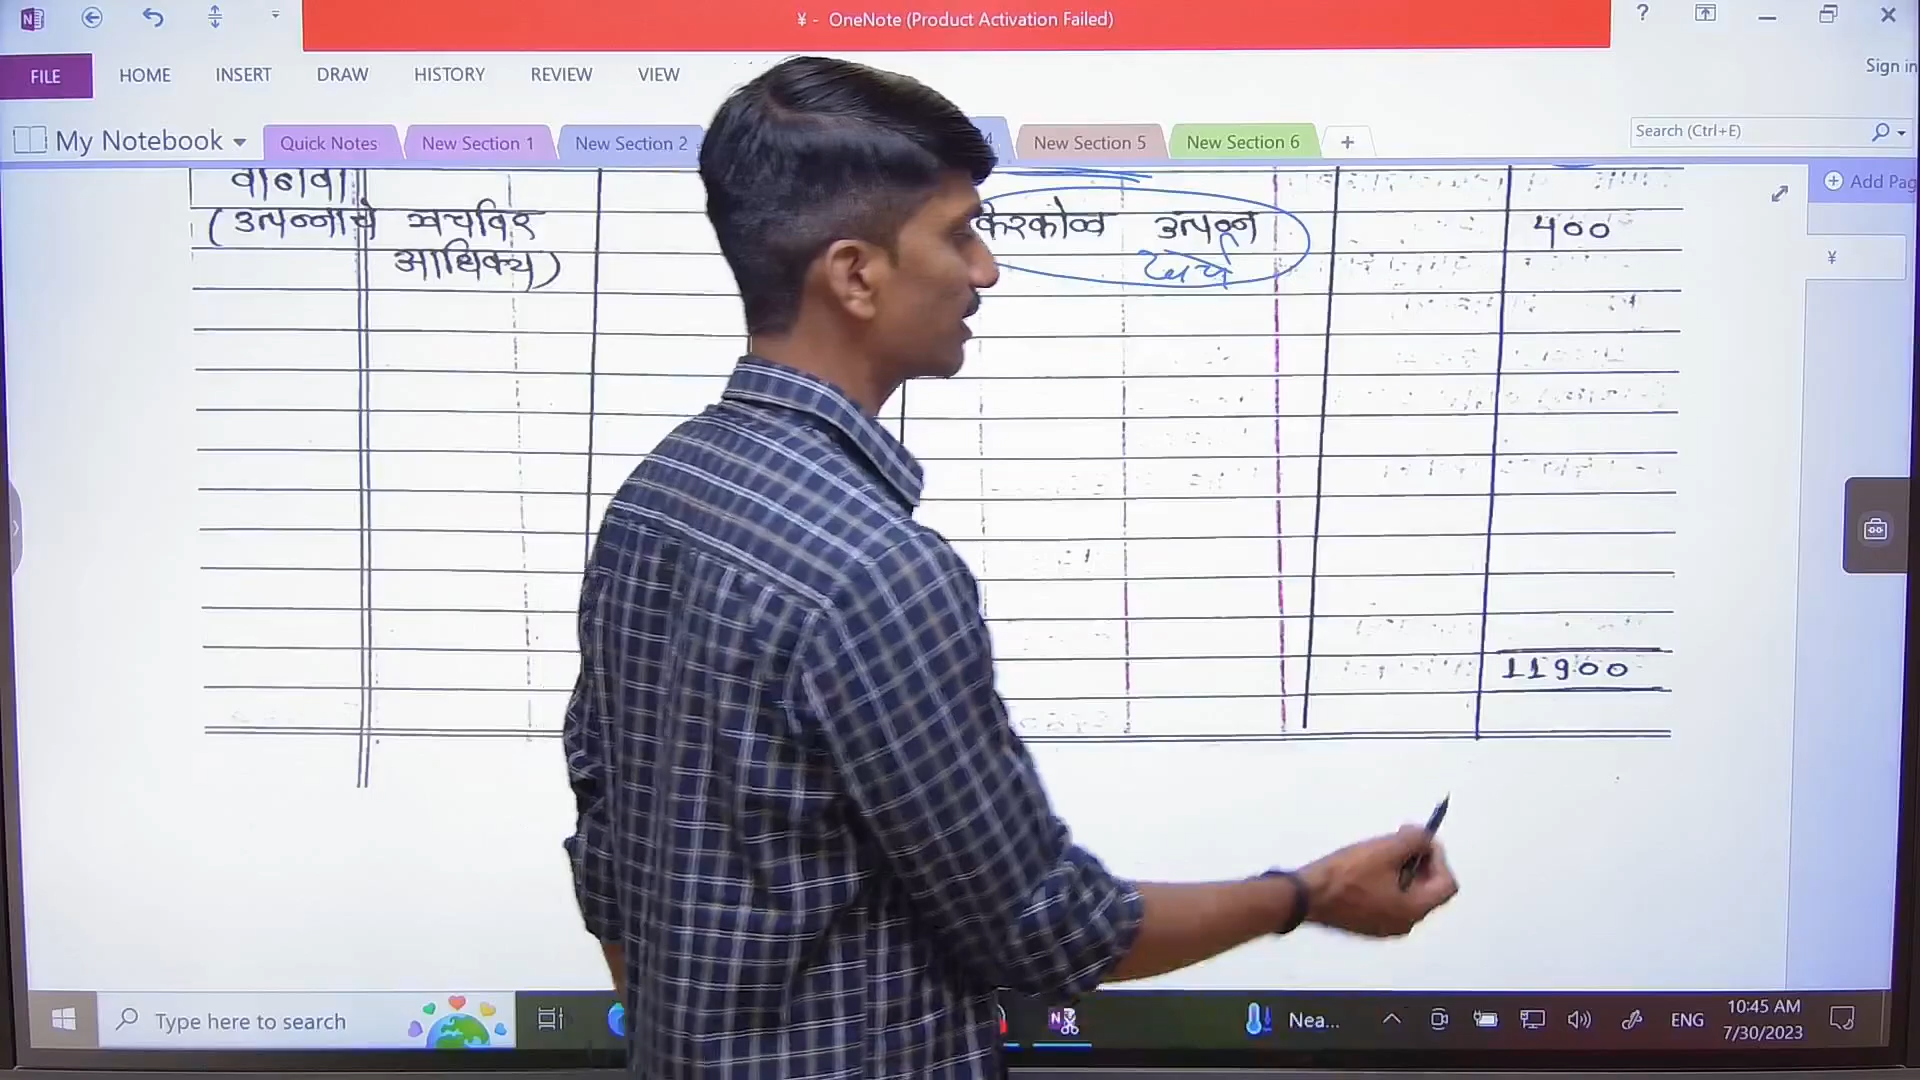 ¥ - OneNote (Product Activation Failed)
FILE HOME INSERT DRAW HISTORY REVIEW VIEW
Sign in
My Notebook
Quick Notes New Section 1 New Section 2 4 New Section 5 New Section 6 +
Search (Ctrl+E)
Add Pag
¥
वाढावा
(उत्पन्नाचे खर्चावर
आधिक्य)
किरकोळ उत्पन्न
खर्च
400
11900
Type here to search
Nea...
ENG
10:45 AM
7/30/2023